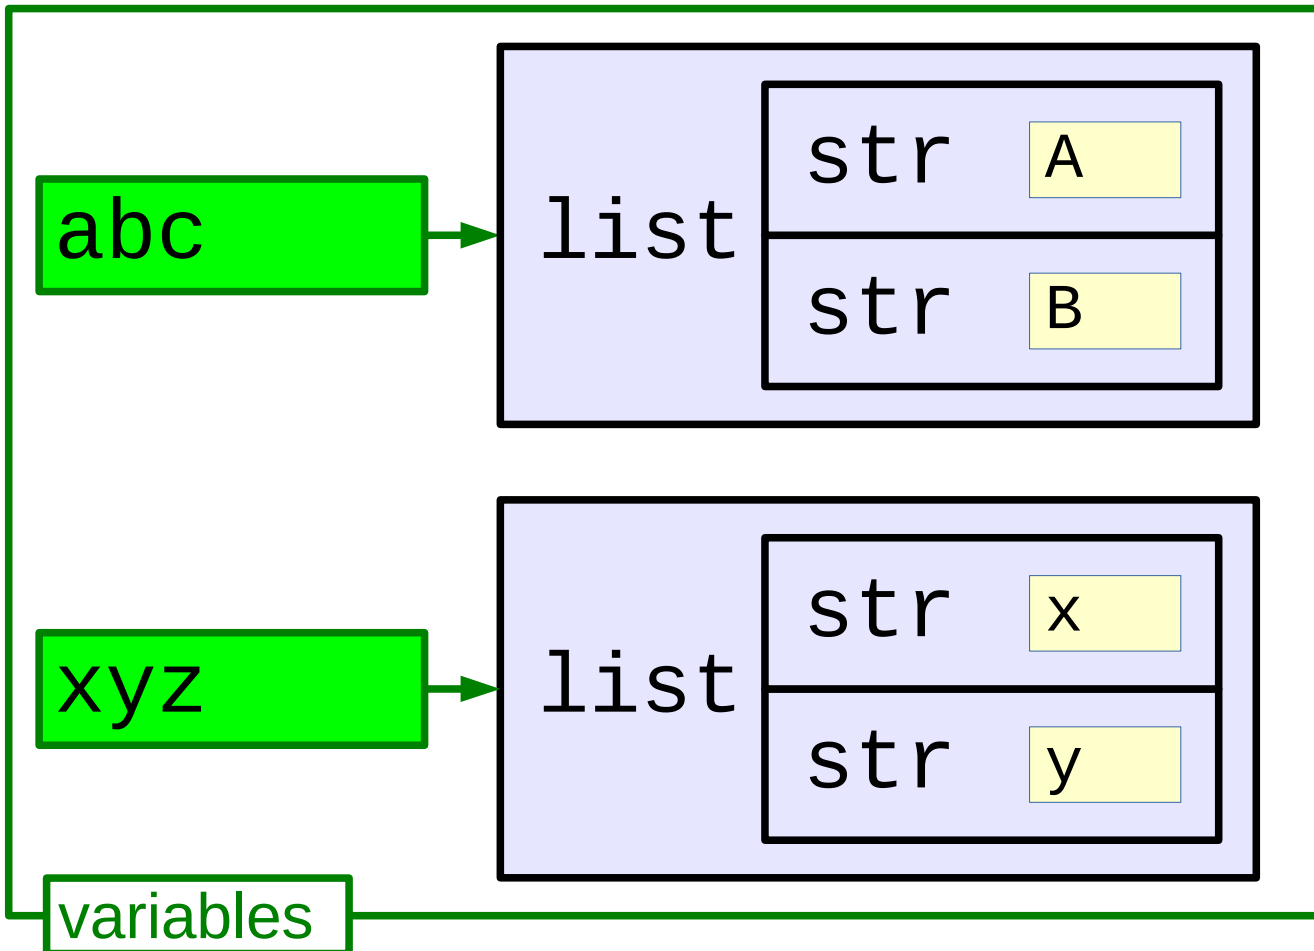 str A
abc
list
str B
str x
xyz
list
str y
variables